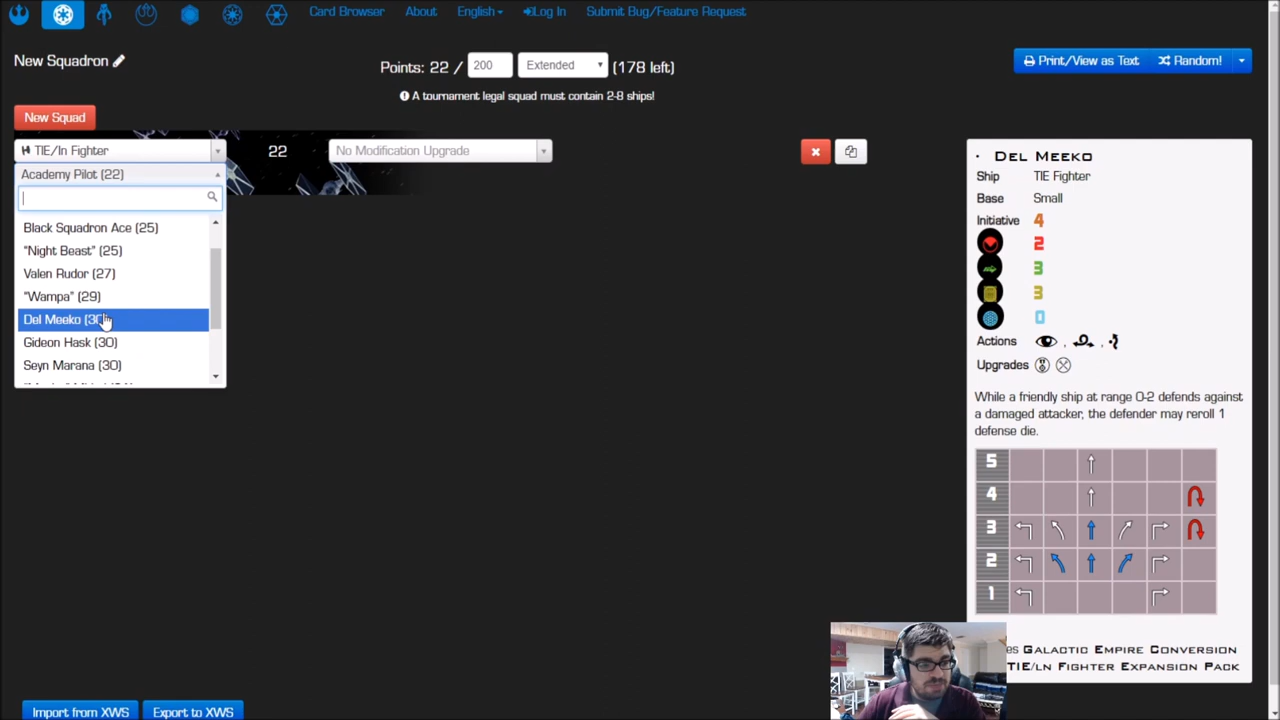 Card Browser About English Log In Submit Bug/Feature Request
New Squadron
Points: 22 / 200 Extended (178 left)
Print/View as Text Random!
A tournament legal squad must contain 2-8 ships!
New Squad
TIE/ln Fighter 22 No Modification Upgrade
Academy Pilot (22)
Black Squadron Ace (25)
"Night Beast" (25)
Valen Rudor (27)
"Wampa" (29)
Del Meeko (30
Gideon Hask (30)
Seyn Marana (30)
· Del Meeko
Ship TIE Fighter
Base Small
Initiative 4
2
3
3
0
Actions , ,
Upgrades
While a friendly ship at range 0-2 defends against
a damaged attacker, the defender may reroll 1
defense die.
5
4
3
2
1
Galactic Empire Conversion
TIE/ln Fighter Expansion Pack
Import from XWS Export to XWS